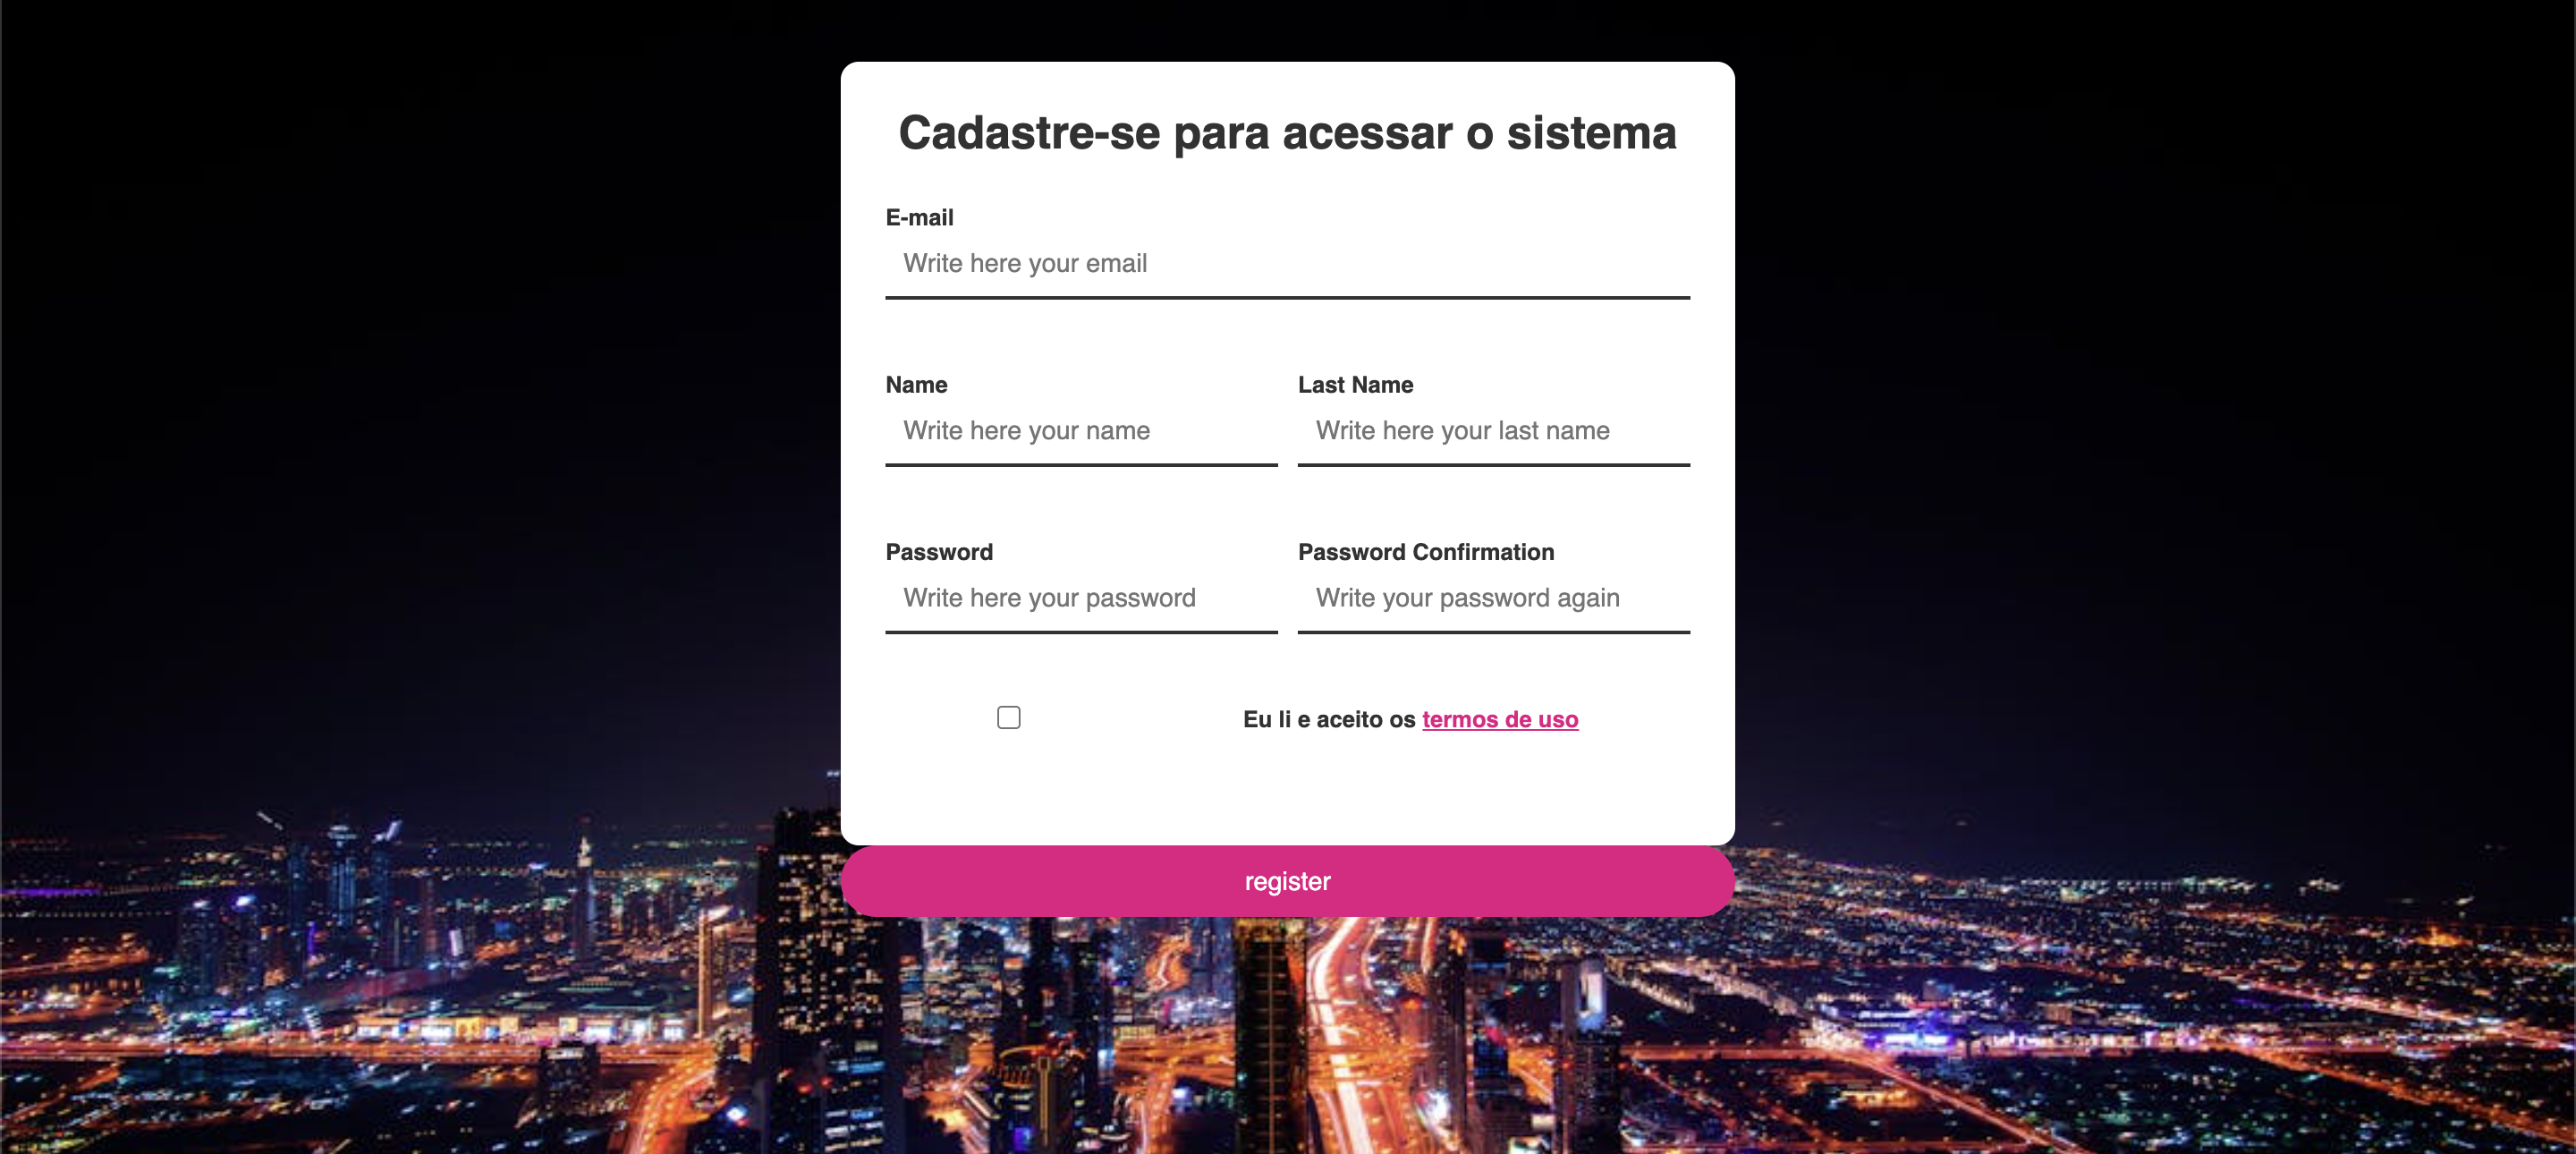 Cadastre-se para acessar o sistema
E-mail
Write here your email
Name
Last Name
Write here your name
Write here your last name
Password
Password Confirmation
Write here your password
Write your password again
Eu li e aceito os termos de uso
register